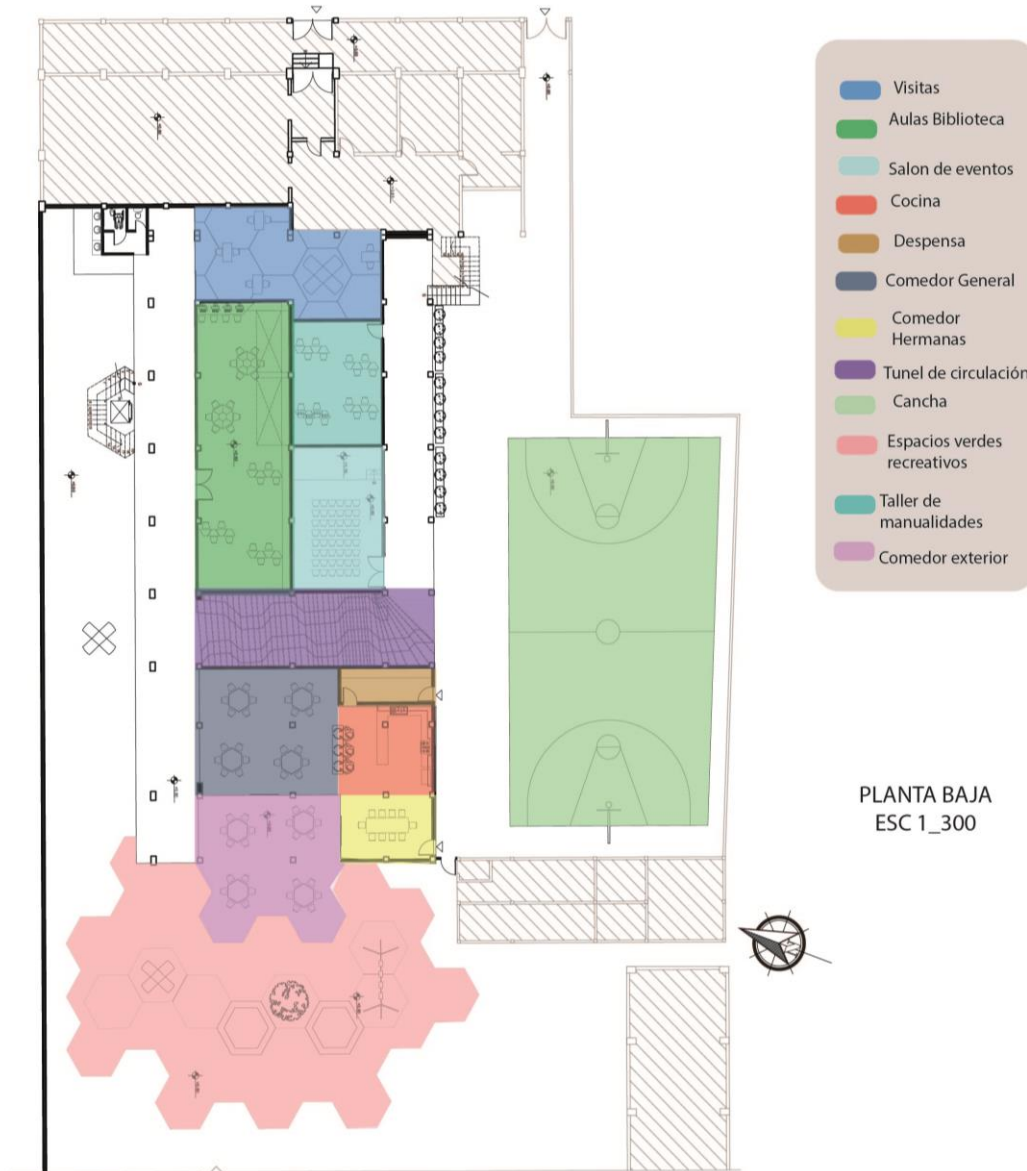 Visitas
Aulas Biblioteca
Salon de eventos
Cocina
Despensa
Comedor General
Comedor
Hermanas
Tunel de circulación
Cancha
Espacios verdes
recreativos
Taller de
manualidades
Comedor exterior
PLANTA BAJA
ESC 1_300